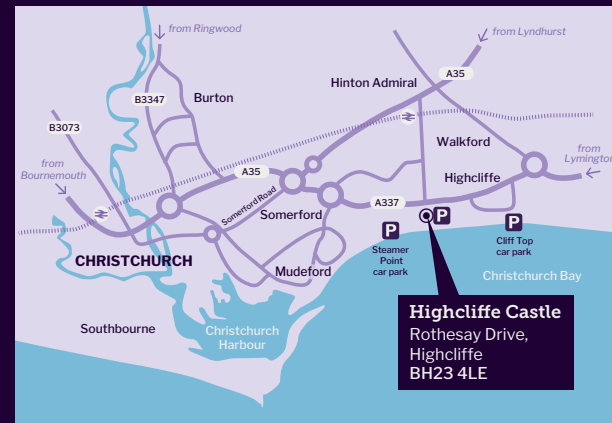 from Ringwood
from Lyndhurst
A35
Hinton Admiral
B3347
Burton
B3073
Walkford
from
Bournemouth
from
Lymington
A35
Highcliffe
Somerford Road
A337
Somerford
P
P
P
Steamer
Point
car park
Cliff Top
car park
CHRISTCHURCH
Mudeford
Christchurch Bay
Southbourne
Christchurch
Harbour
Highcliffe Castle
Rothesay Drive,
Highcliffe
BH23 4LE